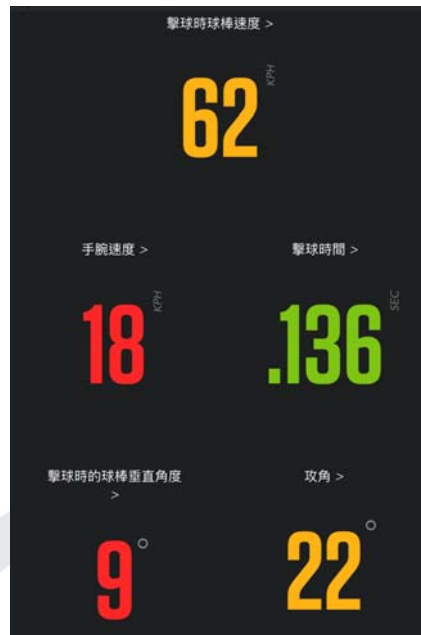 擊球時球棒速度 >
62 KPH
手腕速度 >
擊球時間 >
18 KPH
.136 SEC
擊球時的球棒垂直角度
>
攻角 >
9°
22°